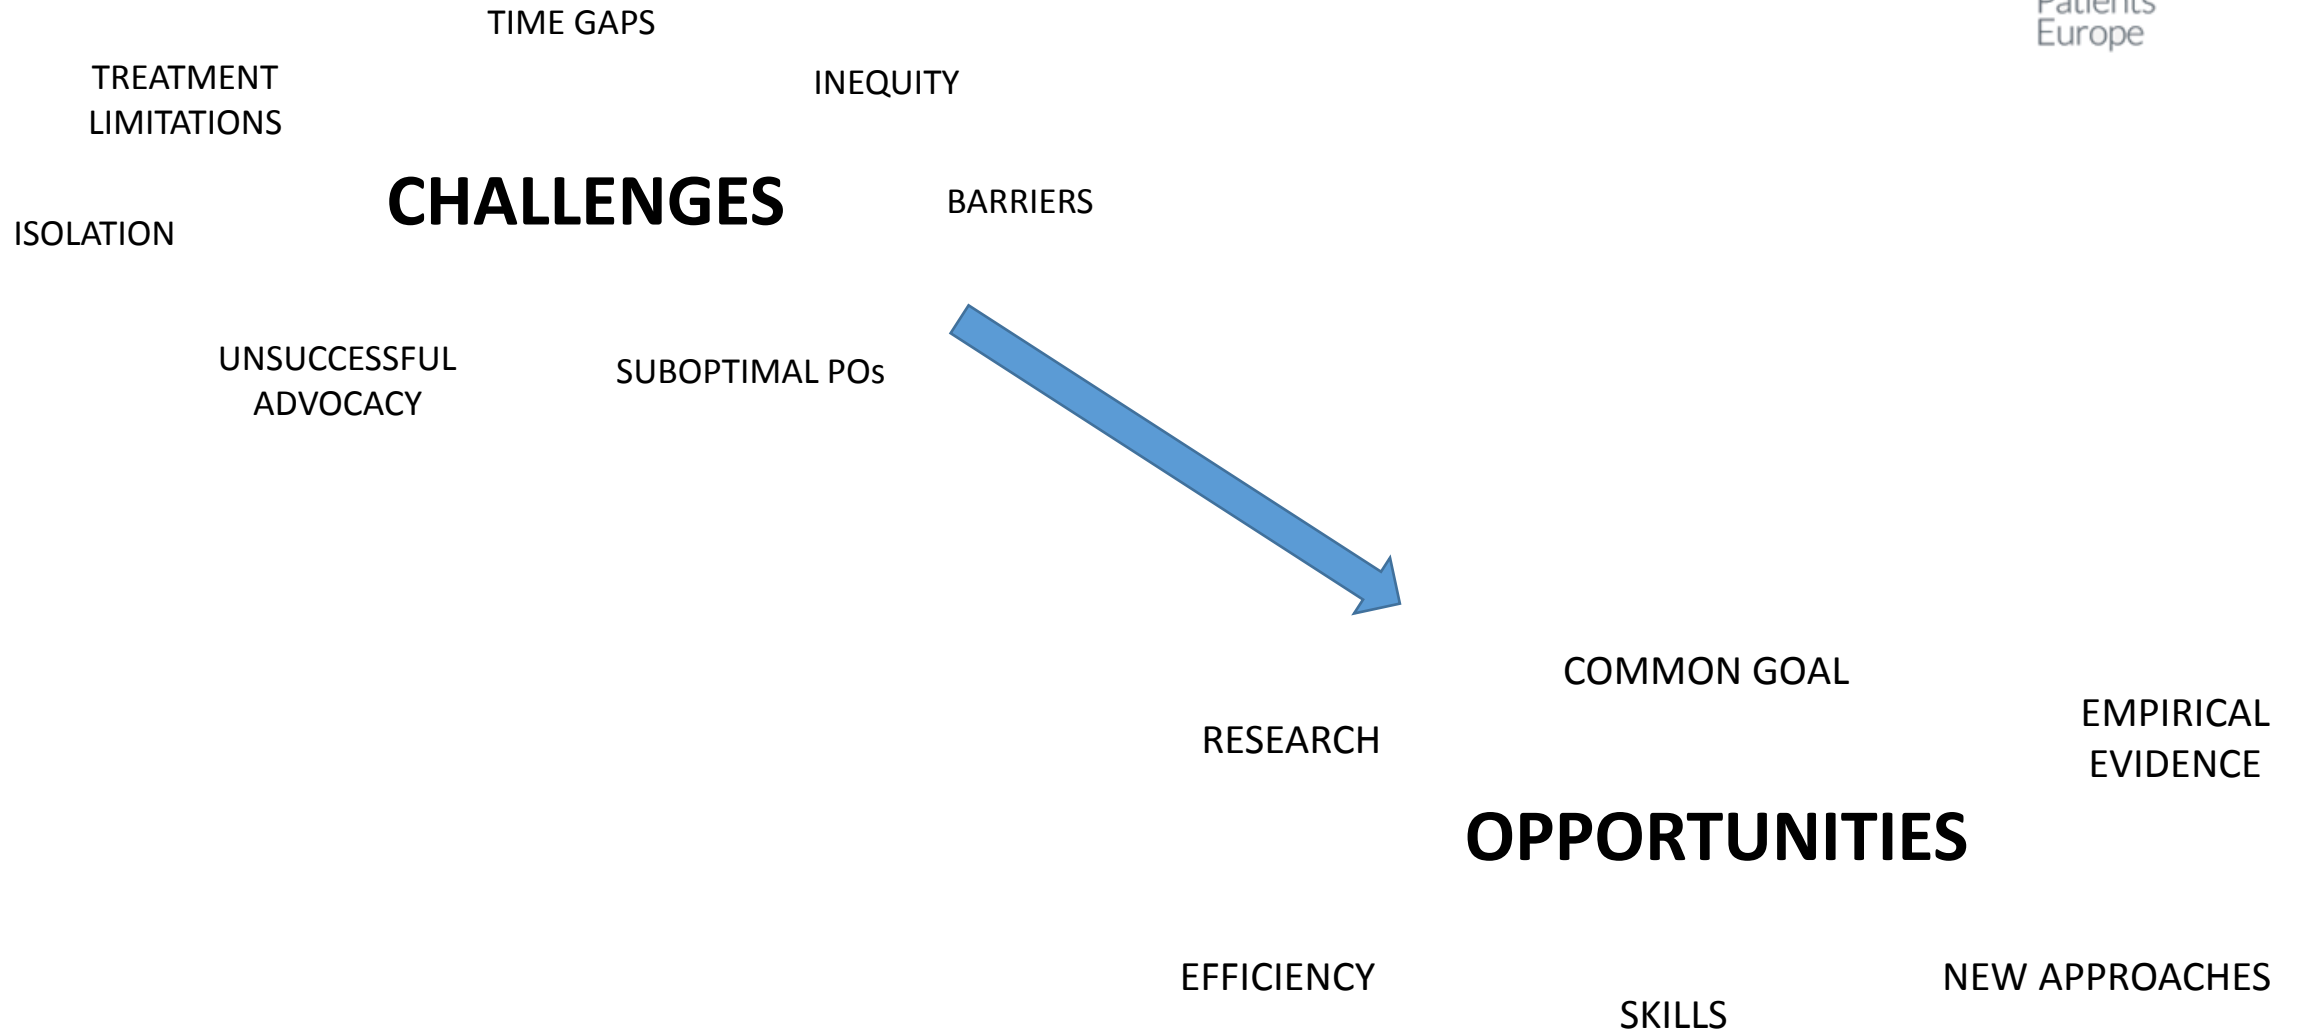 TIME GAPS
Patients
Europe
TREATMENT
LIMITATIONS
INEQUITY
CHALLENGES
BARRIERS
ISOLATION
UNSUCCESSFUL
ADVOCACY
SUBOPTIMAL POs
COMMON GOAL
RESEARCH
EMPIRICAL
EVIDENCE
OPPORTUNITIES
EFFICIENCY
NEW APPROACHES
SKILLS